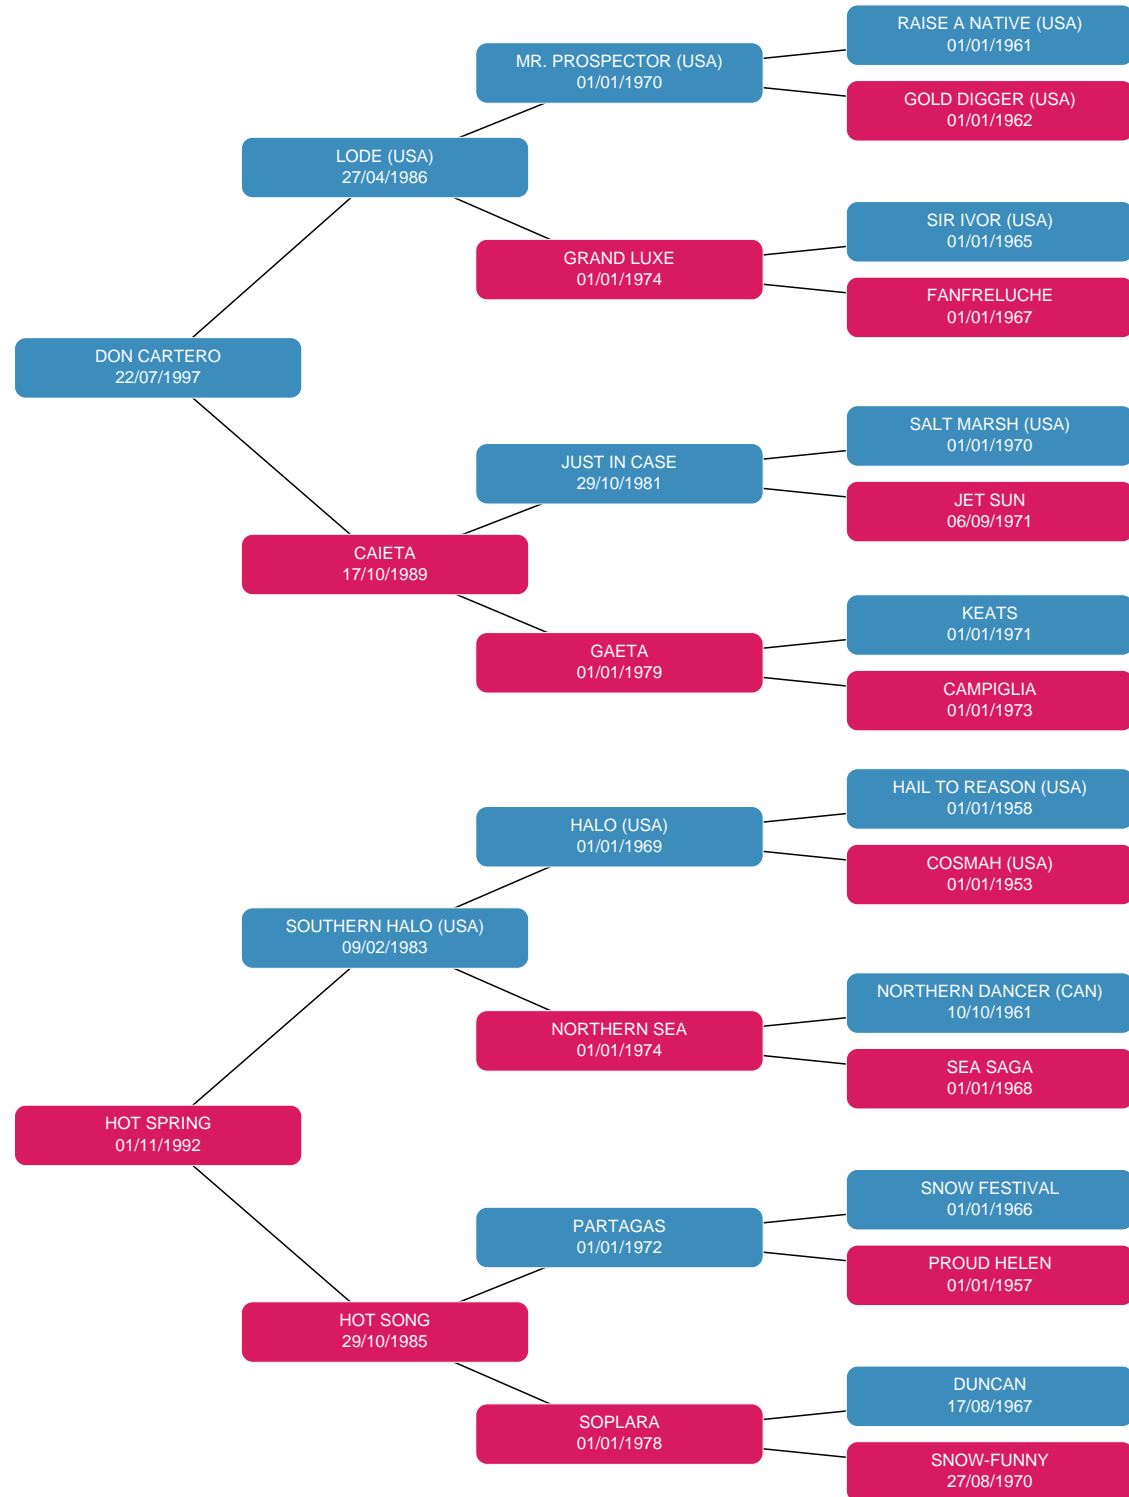 RAISE A NATIVE (USA)
01/01/1961
MR. PROSPECTOR (USA)
01/01/1970
GOLD DIGGER (USA)
01/01/1962
LODE (USA)
27/04/1986
SIR IVOR (USA)
01/01/1965
GRAND LUXE
01/01/1974
FANFRELUCHE
01/01/1967
DON CARTERO
22/07/1997
SALT MARSH (USA)
01/01/1970
JUST IN CASE
29/10/1981
JET SUN
06/09/1971
CAIETA
17/10/1989
KEATS
01/01/1971
GAETA
01/01/1979
CAMPIGLIA
01/01/1973
HAIL TO REASON (USA)
01/01/1958
HALO (USA)
01/01/1969
COSMAH (USA)
01/01/1953
SOUTHERN HALO (USA)
09/02/1983
NORTHERN DANCER (CAN)
10/10/1961
NORTHERN SEA
01/01/1974
SEA SAGA
01/01/1968
HOT SPRING
01/11/1992
SNOW FESTIVAL
01/01/1966
PARTAGAS
01/01/1972
PROUD HELEN
01/01/1957
HOT SONG
29/10/1985
DUNCAN
17/08/1967
SOPLARA
01/01/1978
SNOW-FUNNY
27/08/1970